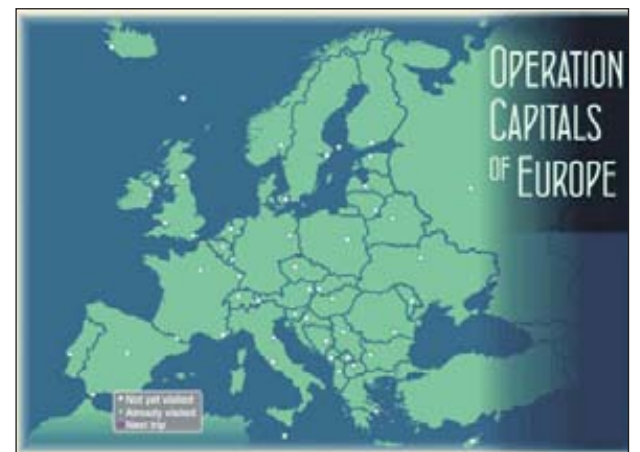 OPERATION
CAPITALS
OF EUROPE
Not yet visited
Already visited
Next trip